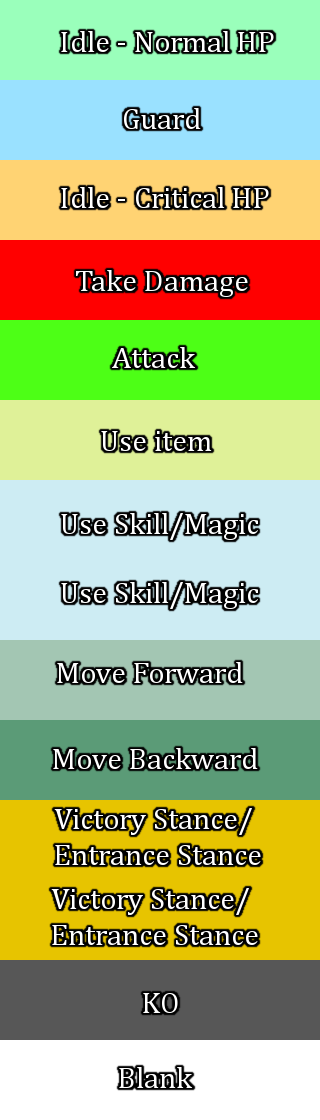 Idle - Normal HP
Guard
Idle - Critical HP
Take Damage
Attack
Use item
Use Skill/Magic
Use Skill/Magic
Move Forward
Move Backward
Victory Stance/
Entrance Stance
Victory Stance/
Entrance Stance
KO
Blank